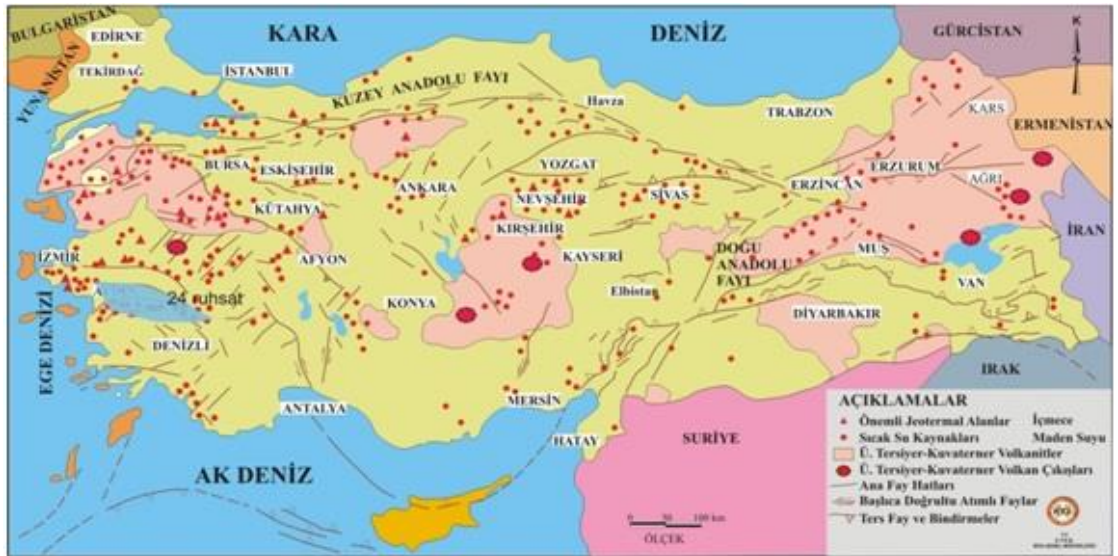 BULGARİSTAN
EDİRNE
KARA
DENİZ
GÜRCİSTAN
K
YUNANİSTAN
TEKİRDAĞ
İSTANBUL
KUZEY ANADOLU FAYI
Havza
TRABZON
KARS
ERMENİSTAN
BURSA
ESKİŞEHİR
ANKARA
YOZGAT
SİVAS
ERZİNCAN
ERZURUM
AĞRI
KÜTAHYA
NEVŞEHİR
KIRŞEHİR
İZMİR
AFYON
KAYSERİ
DOĞU
ANADOLU
FAYI
MUŞ
İRAN
VAN
Elbistan
24 ruhsat
KONYA
DİYARBAKIR
EGE DENİZİ
DENİZLİ
IRAK
ANTALYA
MERSİN
HATAY
SURİYE
AK DENİZ
AÇIKLAMALAR
Önemli Jeotermal Alanlar İçmece
Sıcak Su Kaynakları Maden Suyu
Ü. Tersiyer-Kuvaterner Volkanitler
Ü. Tersiyer-Kuvaterner Volkan Çıkışları
Ana Fay Hatları
Başlıca Doğrultu Atımlı Faylar
Ters Fay ve Bindirmeler
0 50 100 km
ÖLÇEK